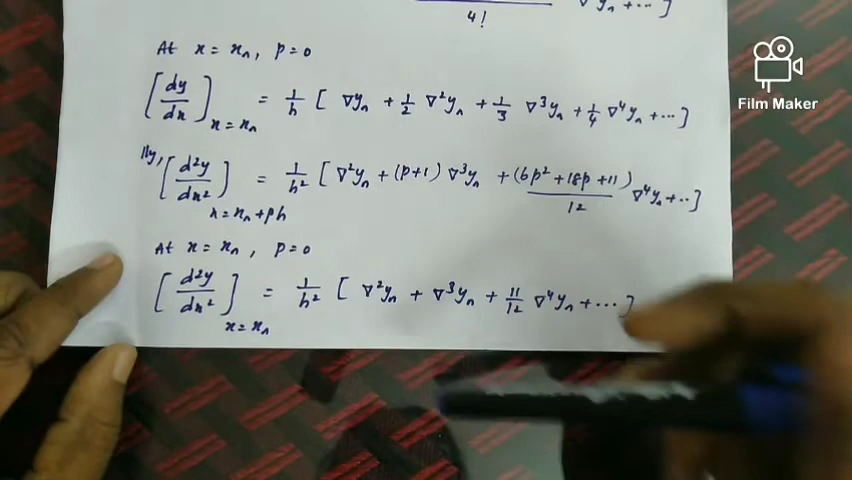 4! ∇ yₙ + ... ]
At x = xₙ, p=0
[dy/dx]ₓ₌ₓₙ = 1/h [ ∇yₙ + 1/2 ∇²yₙ + 1/3 ∇³yₙ + 1/4 ∇⁴yₙ + ... ]
llly, [d²y/dx²]ₓ₌ₓₙ₊ₚₕ = 1/h² [ ∇²yₙ + (p+1) ∇³yₙ + (6p² + 18p + 11)/12 ∇⁴yₙ + .. ]
At x = xₙ, p=0
[d²y/dx²]ₓ₌ₓₙ = 1/h² [ ∇²yₙ + ∇³yₙ + 11/12 ∇⁴yₙ + ... ]
Film Maker